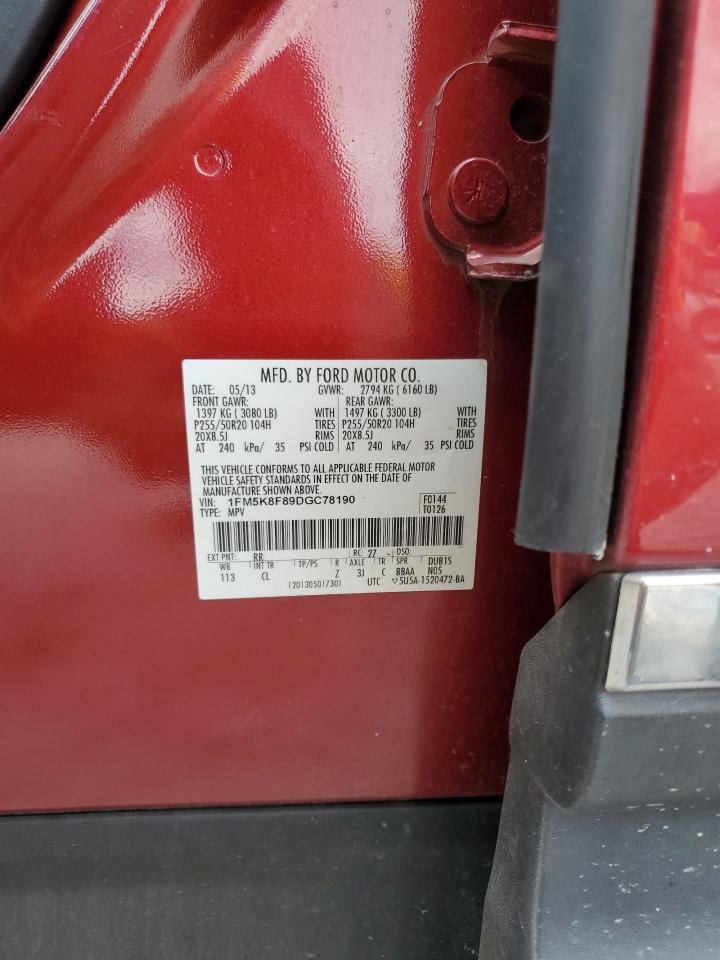 MFD. BY FORD MOTOR CO.
DATE: 05/13 GVWR: 2794 KG ( 6160 LB)
FRONT GAWR: REAR GAWR:
1397 KG ( 3080 LB) WITH 1497 KG ( 3300 LB) WITH
P255/50R20 104H TIRES P255/50R20 104H TIRES
20X8.5J RIMS 20X8.5J RIMS
AT 240 kPa/ 35 PSI COLD AT 240 kPa/ 35 PSI COLD
THIS VEHICLE CONFORMS TO ALL APPLICABLE FEDERAL MOTOR
VEHICLE SAFETY STANDARDS IN EFFECT ON THE DATE OF
MANUFACTURE SHOWN ABOVE.
VIN: 1FM5K8F89DGC78190 F0144
TYPE: MPV T0126
EXT PNT: RR RC: 27 DSO:
WB INT TR TP/PS R AXLE TR SPR DUB1S
113 CL Z 3J C BBAA N05
1201305017301 UTC ▽5U5A-1520472-BA